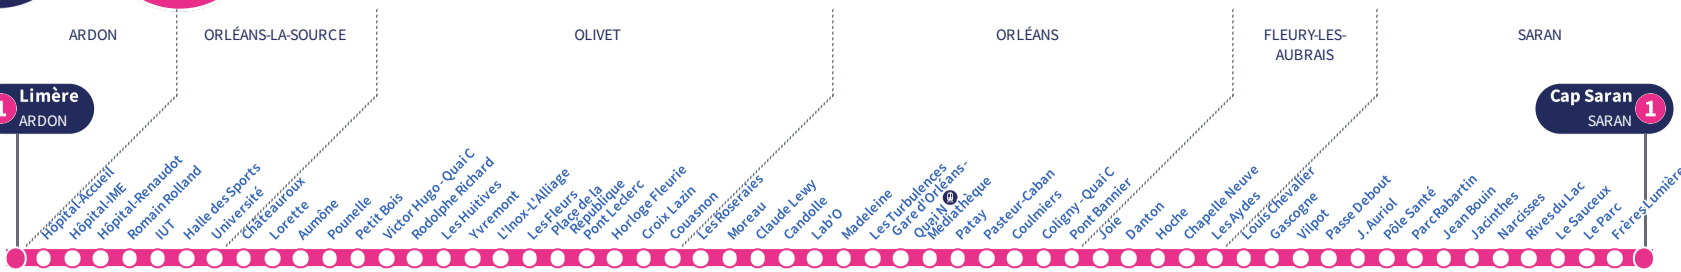 ARDON
ORLÉANS-LA-SOURCE
OLIVET
ORLÉANS
FLEURY-LES-
AUBRAIS
SARAN
1
Limère
ARDON
Cap Saran
SARAN
1
Hôpital-Accueil
Hôpital-IME
Hôpital-Renaudot
Romain Rolland
IUT
Halle des Sports
Université
Châteauroux
Lorette
Aumône
Pounelle
Petit Bois
Victor Hugo - Quai C
Rodolphe Richard
Les Huitives
Yvremont
L'Inox-L'Alliage
Les Fleurs
Place de la
République
Pont Leclerc
Horloge Fleurie
Croix Lazin
Couasnon
Les Roseraies
Moreau
Claude Lewy
Candolle
Lab'O
Madeleine
Les Turbulences
Gare d'Orléans -
Quai N
Médiathèque
Patay
Pasteur-Caban
Coulmiers
Coligny - Quai C
Pont Bannier
Joie
Danton
Hoche
Chapelle Neuve
Les Aydes
Louis Chevalier
Gascogne
Vilpot
Passe Debout
J. Auriol
Pôle Santé
Parc Rabartin
Jean Bouin
Jacinthes
Narcisses
Rives du Lac
Le Sauceux
Le Parc
Frères Lumière